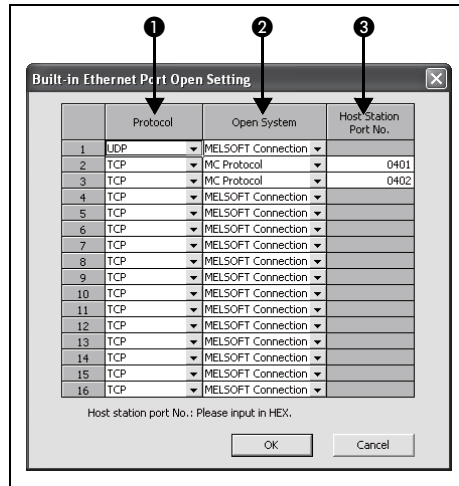 ❶ ❷ ❸
Built-in Ethernet Port Open Setting
Protocol Open System Host Station Port No.
1 UDP MELSOFT Connection
2 TCP MC Protocol 0401
3 TCP MC Protocol 0402
4 TCP MELSOFT Connection
5 TCP MELSOFT Connection
6 TCP MELSOFT Connection
7 TCP MELSOFT Connection
8 TCP MELSOFT Connection
9 TCP MELSOFT Connection
10 TCP MELSOFT Connection
11 TCP MELSOFT Connection
12 TCP MELSOFT Connection
13 TCP MELSOFT Connection
14 TCP MELSOFT Connection
15 TCP MELSOFT Connection
16 TCP MELSOFT Connection
Host station port No.: Please input in HEX.
OK Cancel